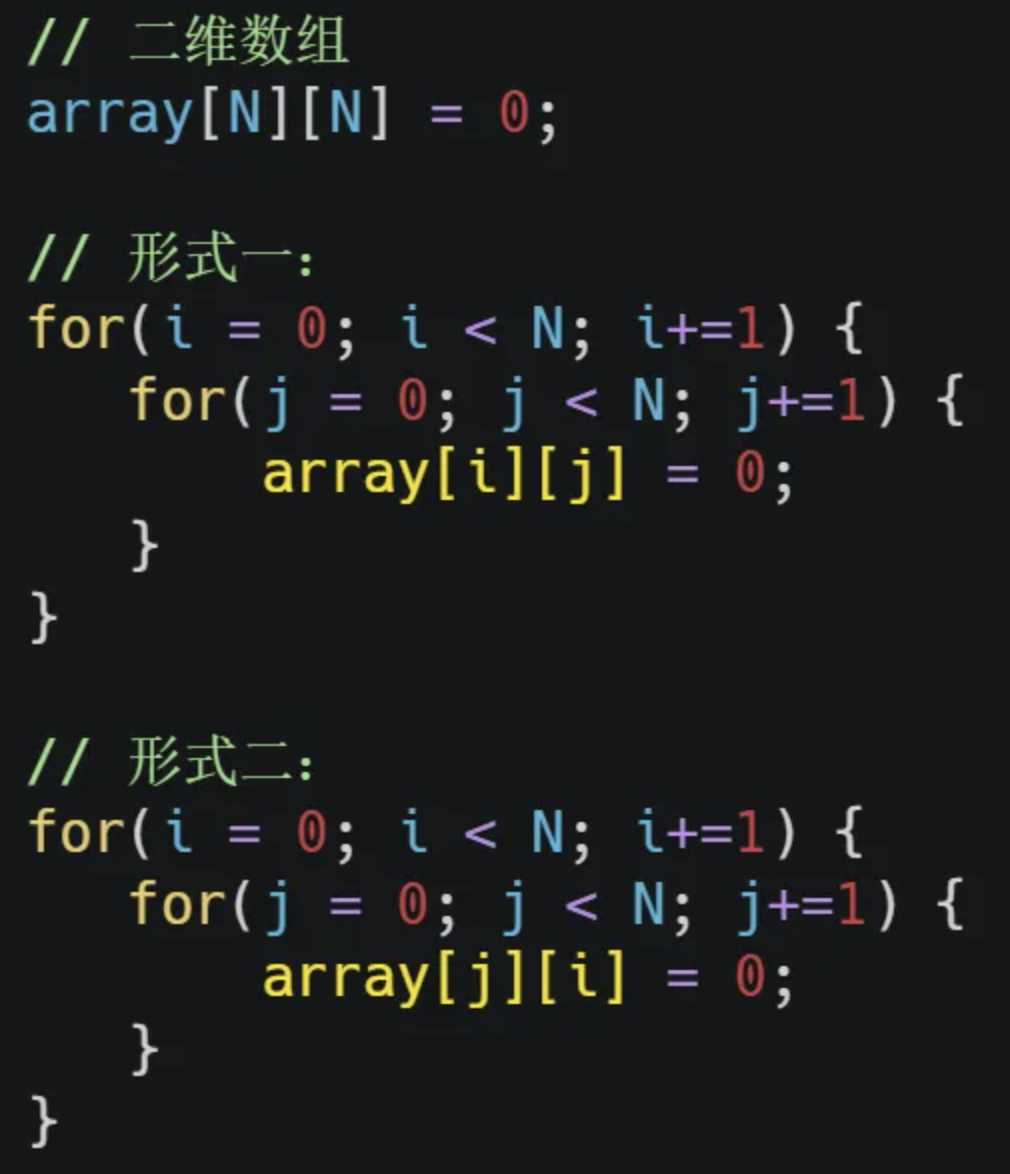 // 二维数组
array[N][N] = 0;
// 形式一：
for(i = 0; i < N; i+=1) {
for(j = 0; j < N; j+=1) {
array[i][j] = 0;
}
}
// 形式二：
for(i = 0; i < N; i+=1) {
for(j = 0; j < N; j+=1) {
array[j][i] = 0;
}
}